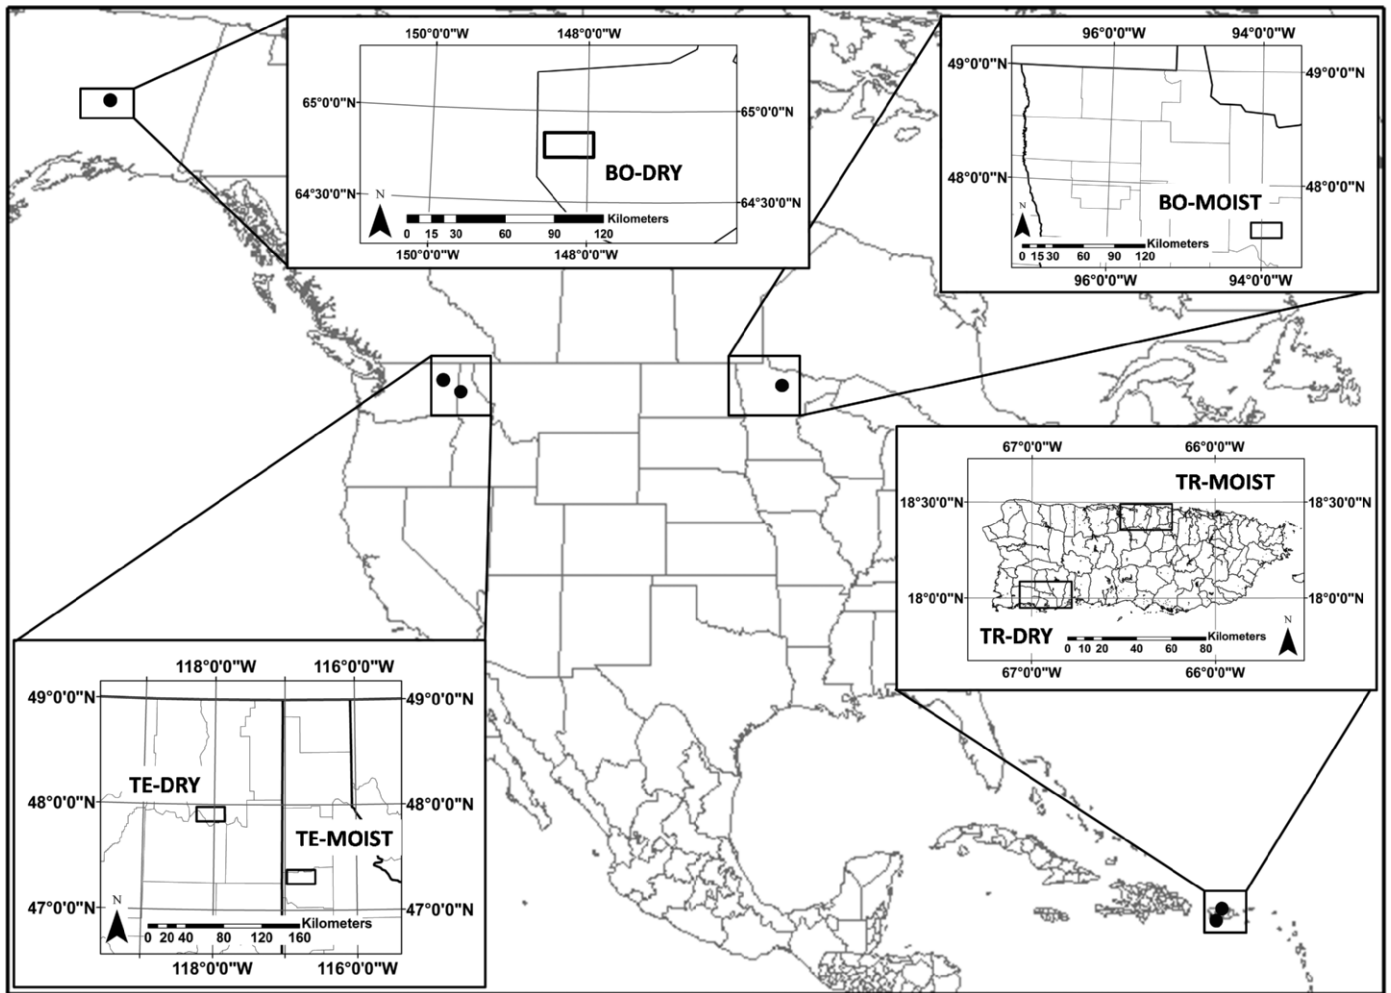 150°0'0"W 148°0'0"W
65°0'0"N 65°0'0"N
BO-DRY
64°30'0"N 64°30'0"N
N
Kilometers
0 15 30 60 90 120
150°0'0"W 148°0'0"W
96°0'0"W 94°0'0"W
49°0'0"N 49°0'0"N
48°0'0"N 48°0'0"N
BO-MOIST
N
Kilometers
0 15 30 60 90 120
96°0'0"W 94°0'0"W
67°0'0"W 66°0'0"W
TR-MOIST
18°30'0"N 18°30'0"N
18°0'0"N 18°0'0"N
TR-DRY
N
Kilometers
0 10 20 40 60 80
67°0'0"W 66°0'0"W
118°0'0"W 116°0'0"W
49°0'0"N 49°0'0"N
TE-DRY
48°0'0"N 48°0'0"N
TE-MOIST
47°0'0"N 47°0'0"N
N
Kilometers
0 20 40 80 120 160
118°0'0"W 116°0'0"W